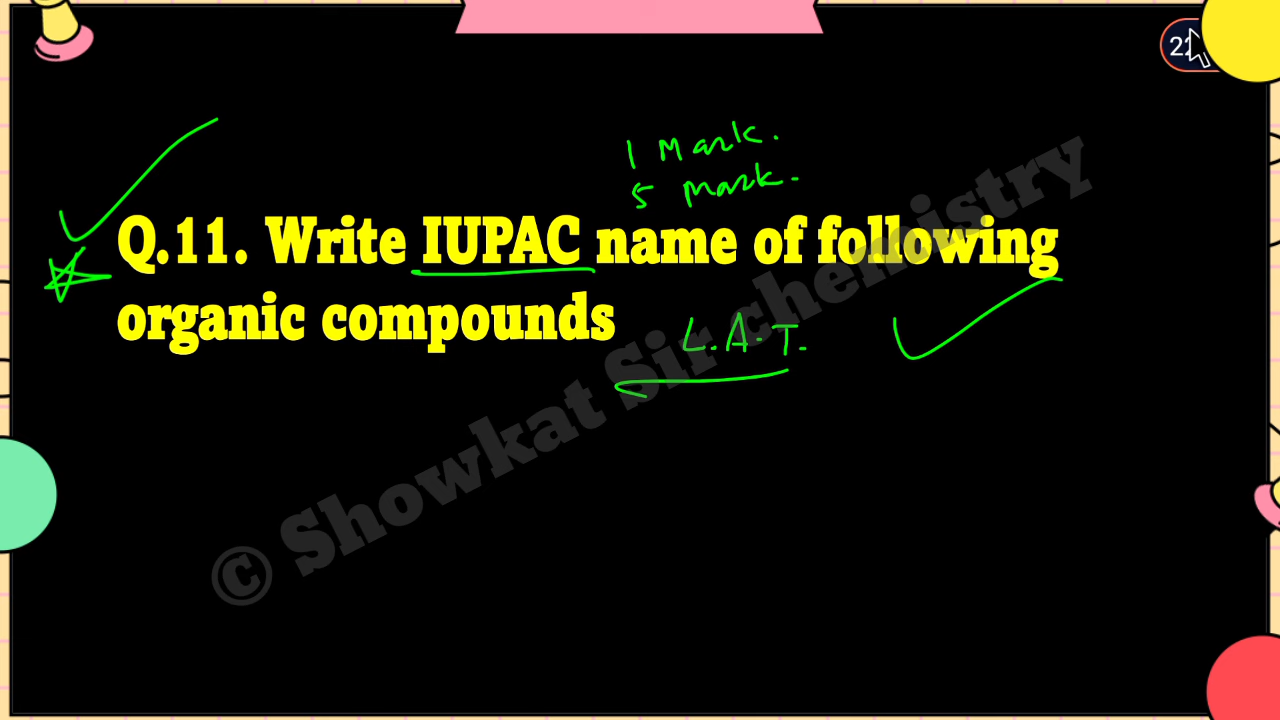 1 Mark.
5 Mark.
Q.11. Write IUPAC name of following
organic compounds
L.A.T.
© Showkat Sir chemistry